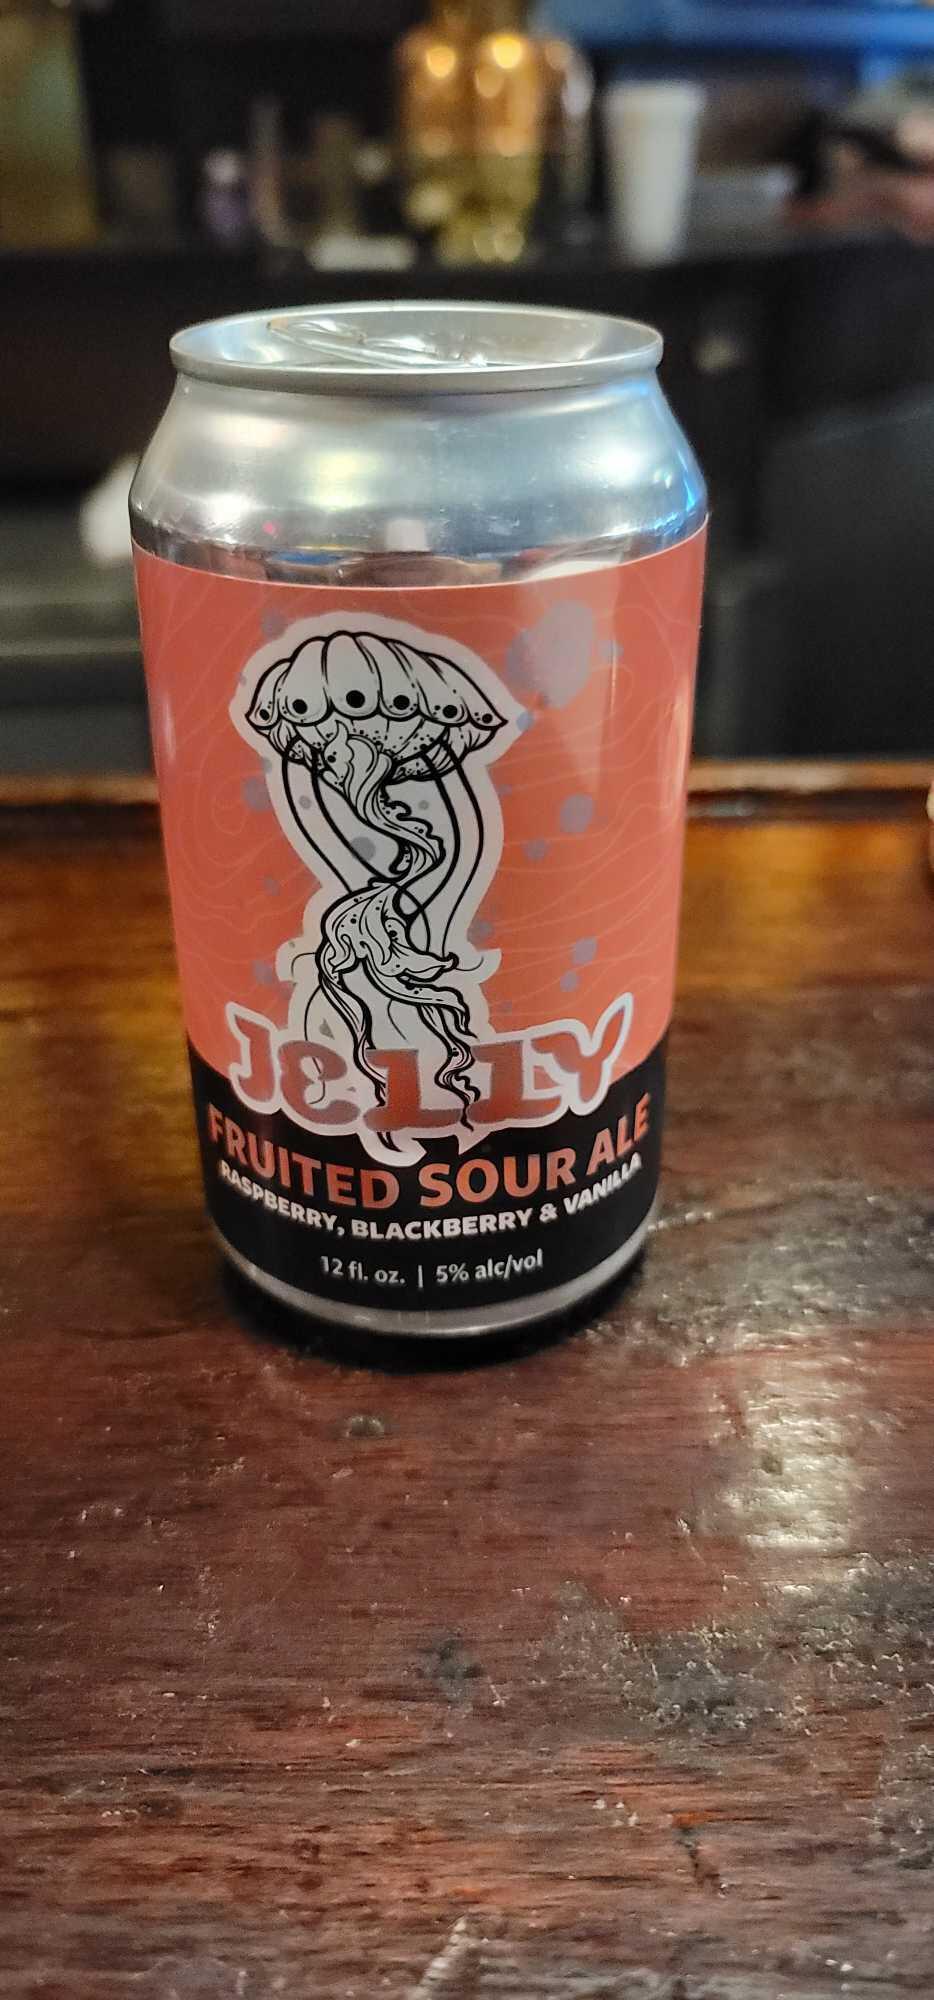 JELLY
FRUITED SOUR ALE
RASPBERRY, BLACKBERRY & VANILLA
12 fl. oz. | 5% alc/vol